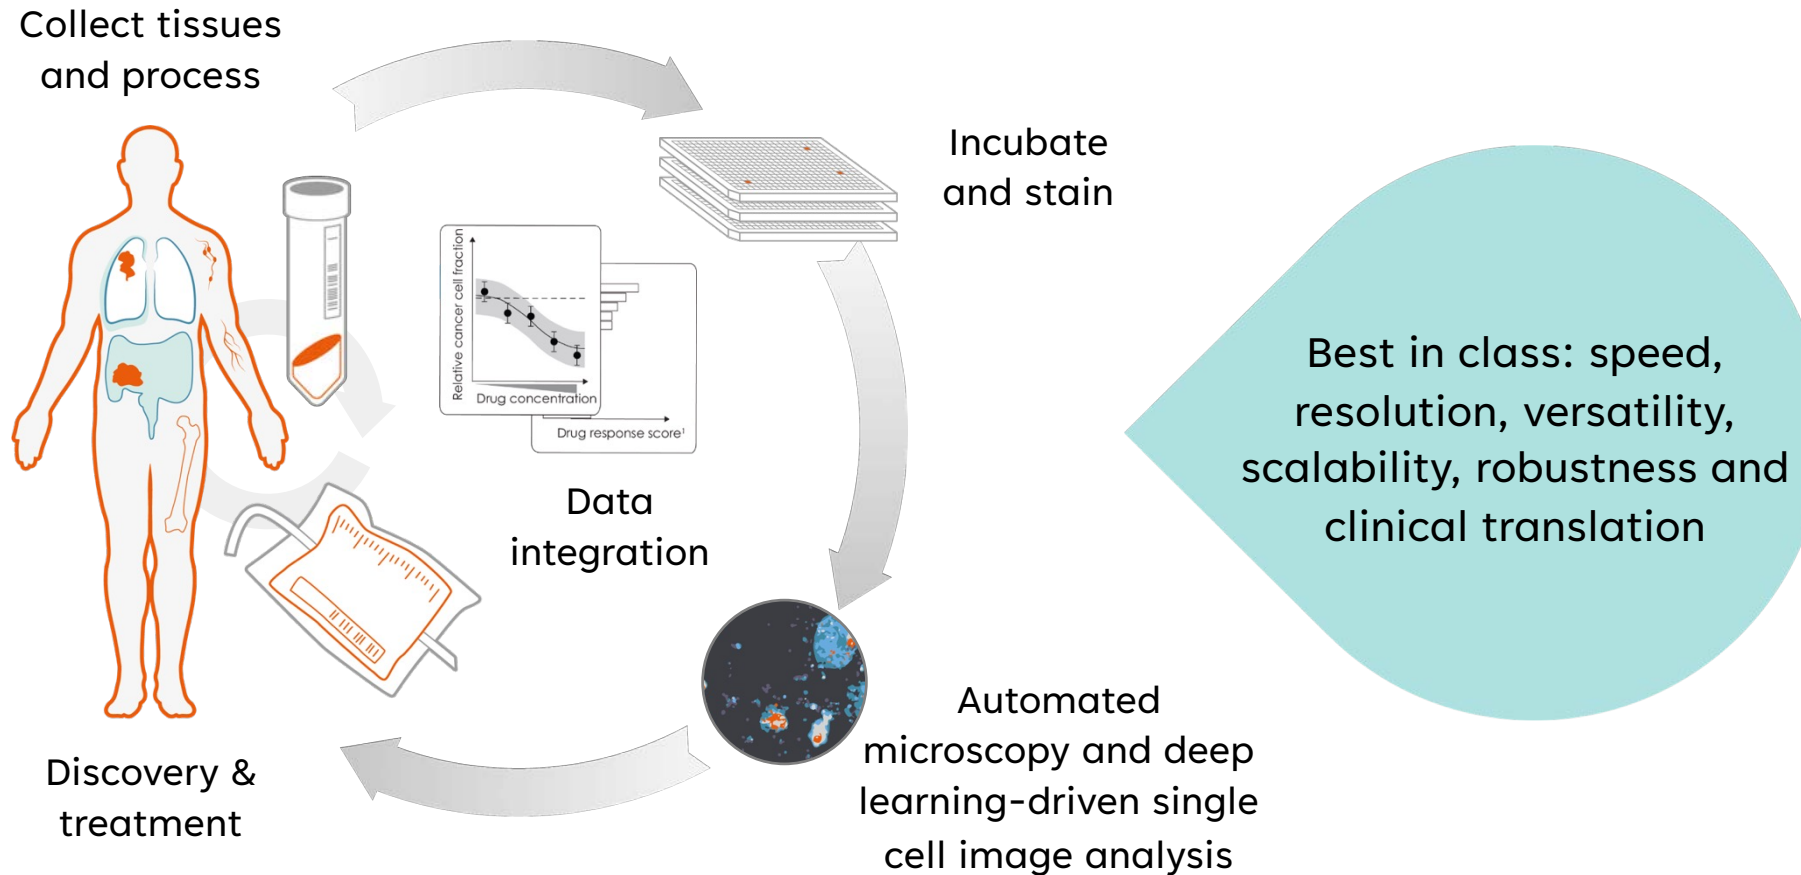 Collect tissues
and process
Incubate
and stain
Relative cancer cell fraction
Drug concentration
Drug response score¹
Data
integration
Best in class: speed,
resolution, versatility,
scalability, robustness and
clinical translation
Automated
microscopy and deep
learning-driven single
cell image analysis
Discovery &
treatment